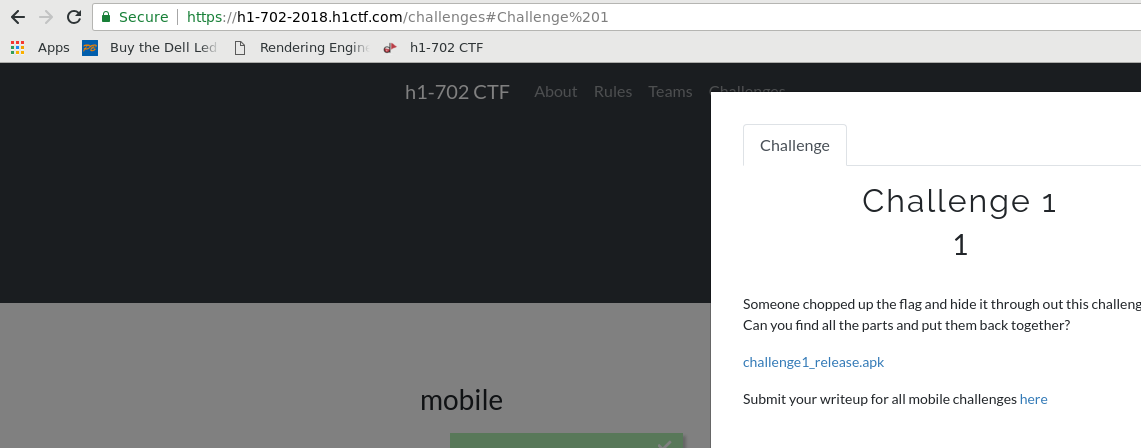 Secure https://h1-702-2018.h1ctf.com/challenges#Challenge%201
Apps Buy the Dell Led Rendering Engin h1-702 CTF
h1-702 CTF About Rules Teams Challenges
Challenge
Challenge 1
1
Someone chopped up the flag and hide it through out this challeng
Can you find all the parts and put them back together?
challenge1_release.apk
Submit your writeup for all mobile challenges here
mobile